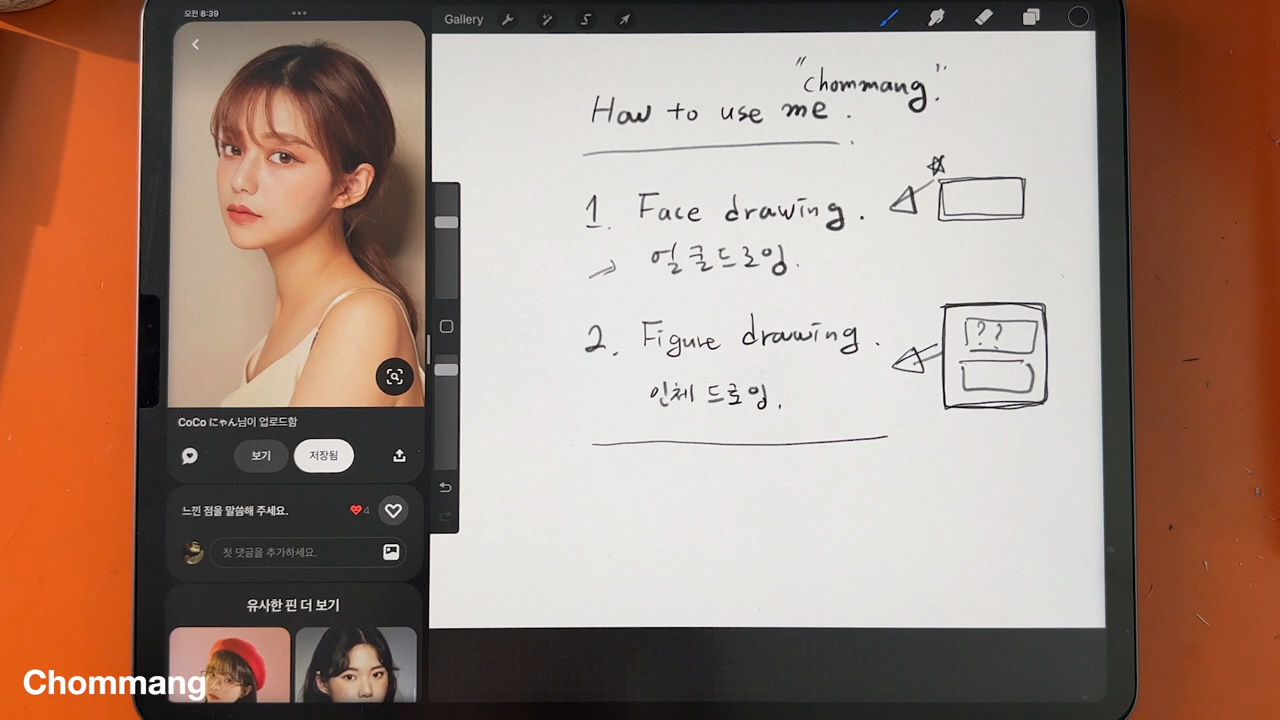 오전 8:39
Gallery
"chommang".
How to use me.
1. Face drawing.
얼굴드로잉.
2. Figure drawing.
??
인체 드로잉.
CoCo にゃん님이 업로드함
보기
저장됨
느낀 점을 말씀해 주세요.
4
첫 댓글을 추가하세요.
유사한 핀 더 보기
Chommang